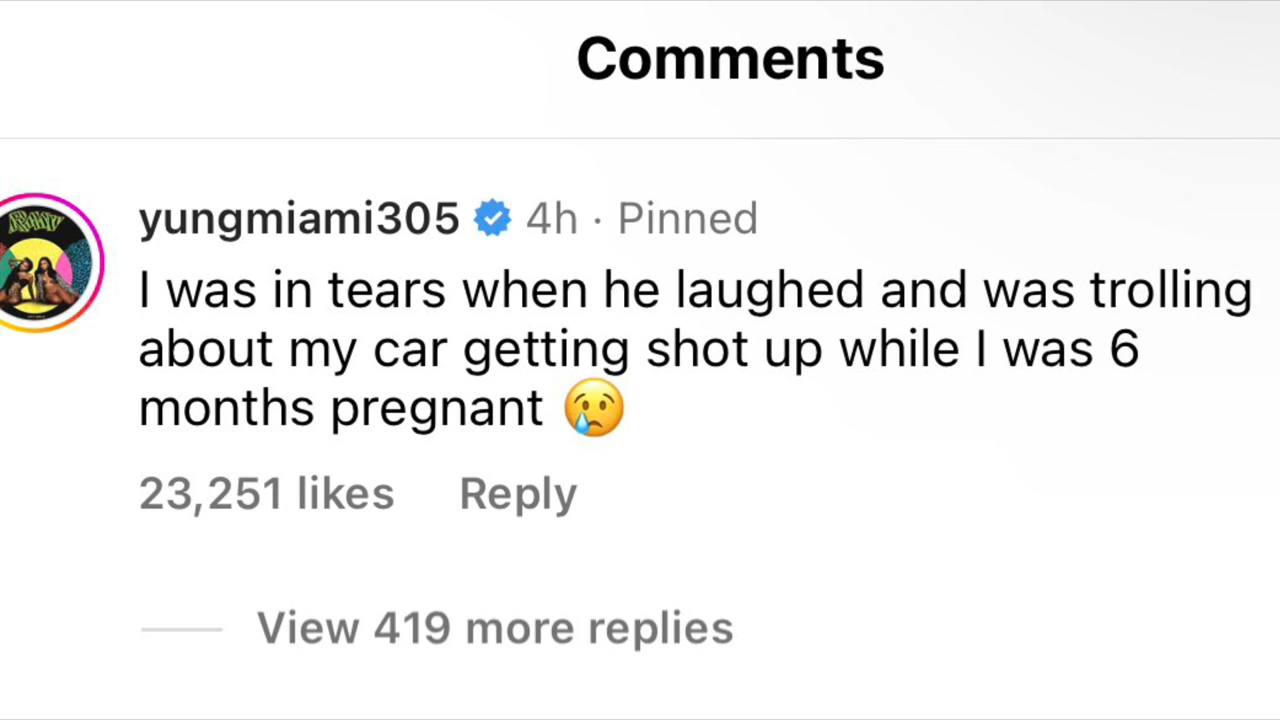 Comments
yungmiami305 4h · Pinned
I was in tears when he laughed and was trolling
about my car getting shot up while I was 6
months pregnant 😢
23,251 likes Reply
View 419 more replies